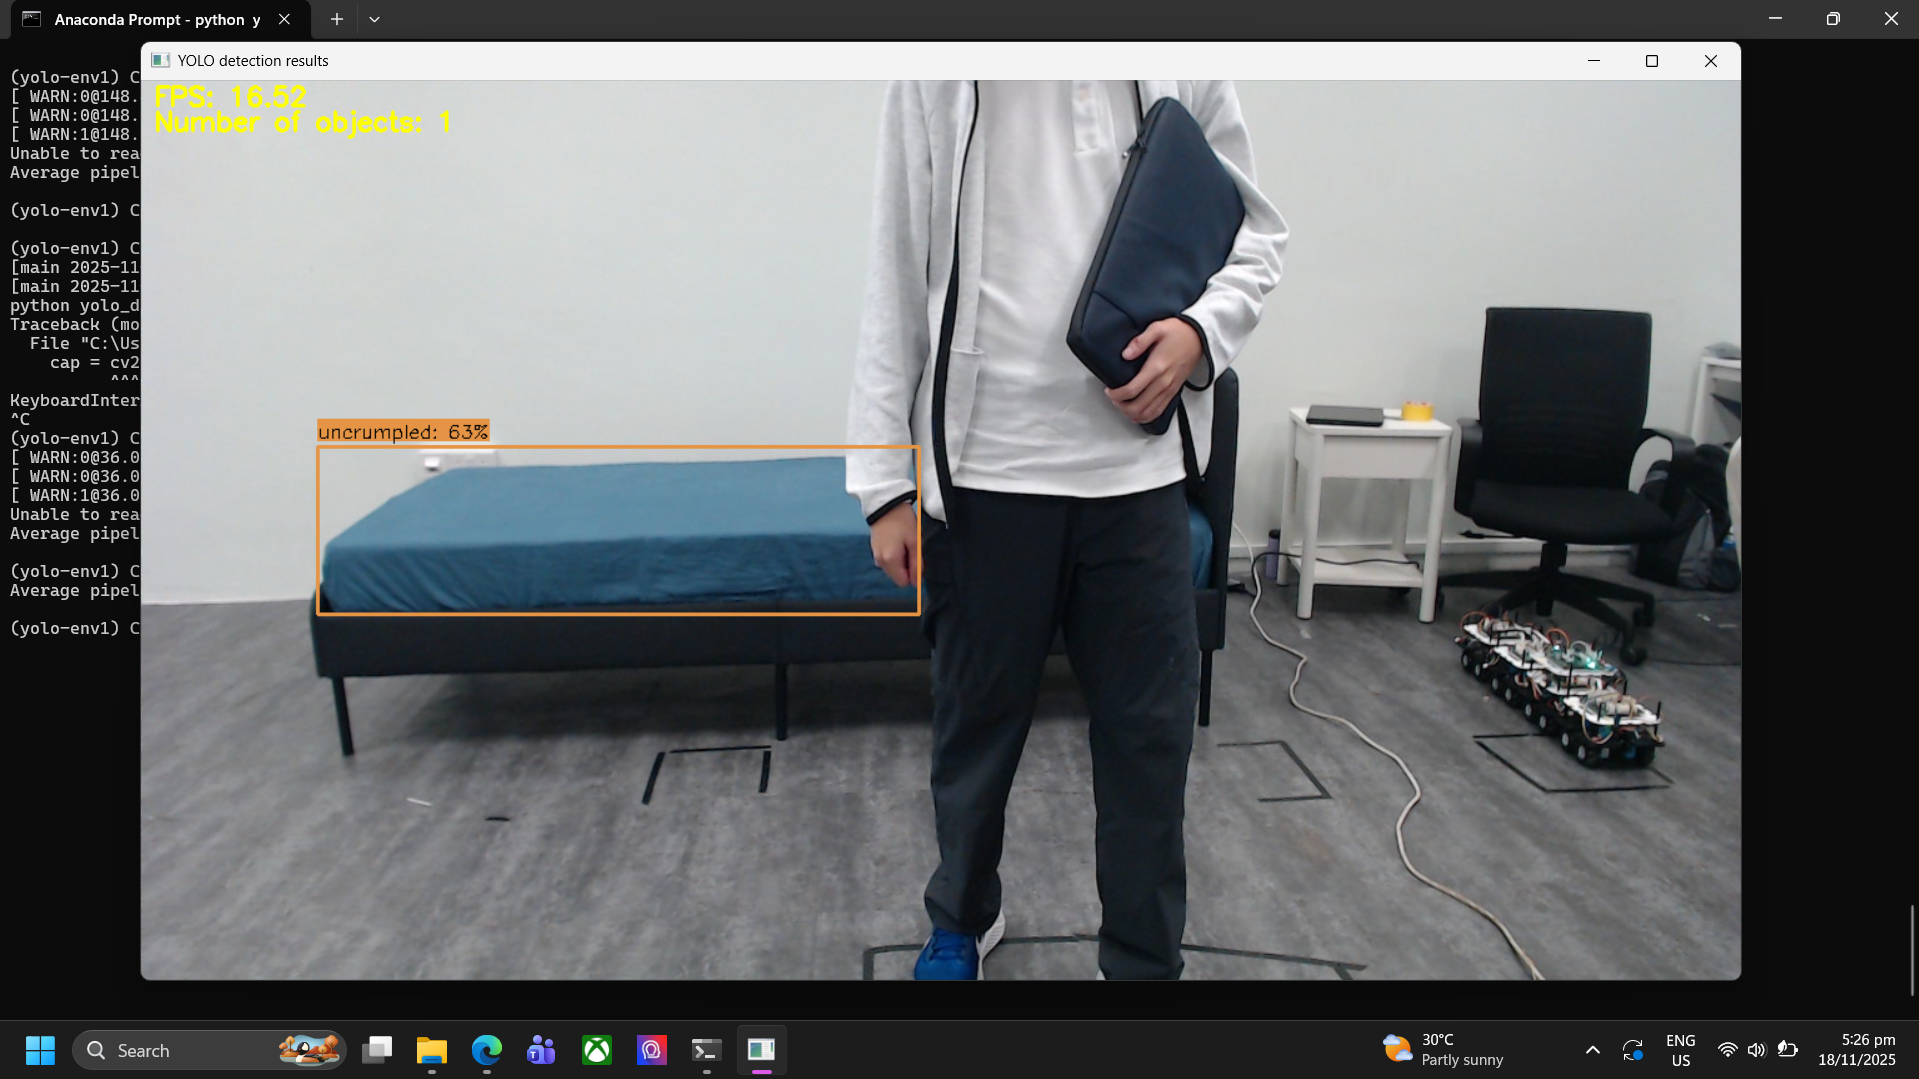 Anaconda Prompt - python y
YOLO detection results
FPS: 16.52
Number of objects: 1
uncrumpled: 63%
(yolo-env1) C
[ WARN:0@148.
[ WARN:0@148.
[ WARN:1@148.
Unable to rea
Average pipel
(yolo-env1) C
(yolo-env1) C
[main 2025-11
[main 2025-11
python yolo_d
Traceback (mo
File "C:\Us
cap = cv2
^^^
KeyboardInter
^C
(yolo-env1) C
[ WARN:0@36.0
[ WARN:0@36.0
[ WARN:1@36.0
Unable to rea
Average pipel
(yolo-env1) C
Average pipel
(yolo-env1) C
Search
30°C
Partly sunny
ENG
US
5:26 pm
18/11/2025